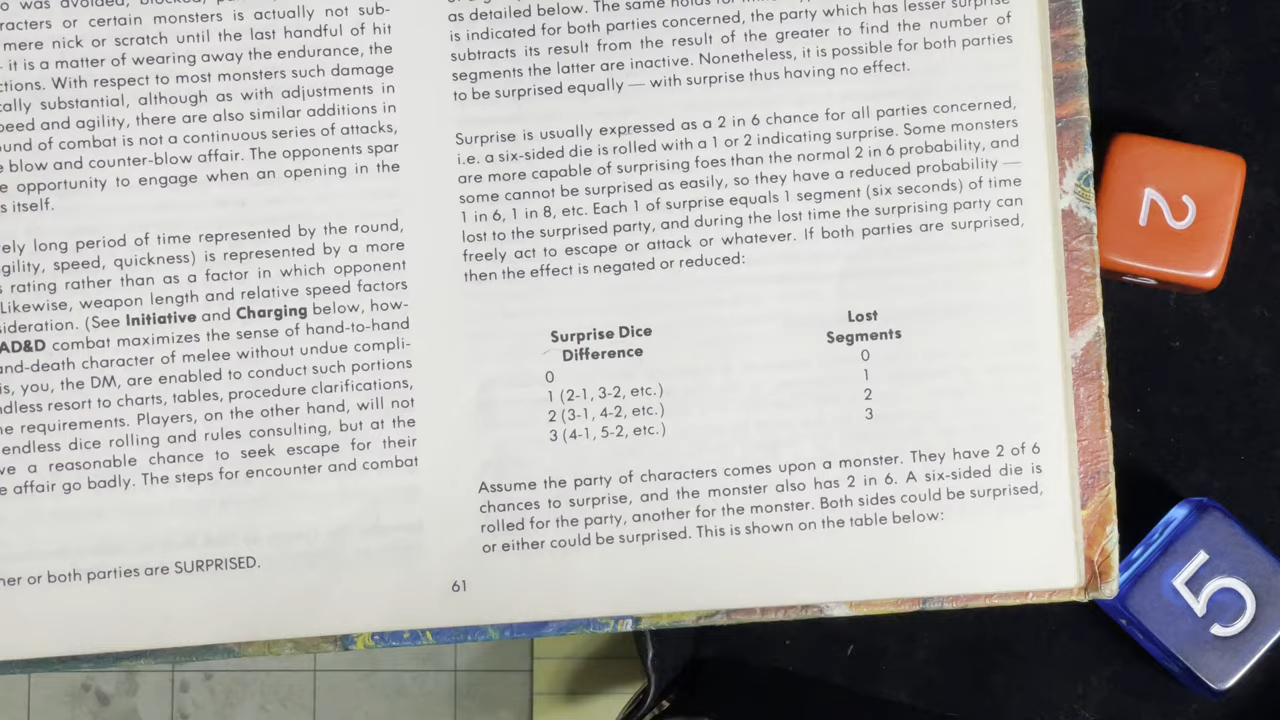 o was avoided, blocked,
racters or certain monsters is actually not sub-
mere nick or scratch until the last handful of hit
- it is a matter of wearing away the endurance, the
ctions. With respect to most monsters such damage
cally substantial, although as with adjustments in
peed and agility, there are also similar additions in
ound of combat is not a continuous series of attacks,
e blow and counter-blow affair. The opponents spar
e opportunity to engage when an opening in the
s itself.
ely long period of time represented by the round,
gility, speed, quickness) is represented by a more
s rating rather than as a factor in which opponent
Likewise, weapon length and relative speed factors
sideration. (See Initiative and Charging below, how-
AD&D combat maximizes the sense of hand-to-hand
and-death character of melee without undue compli-
is, you, the DM, are enabled to conduct such portions
ndless resort to charts, tables, procedure clarifications,
ne requirements. Players, on the other hand, will not
endless dice rolling and rules consulting, but at the
ve a reasonable chance to seek escape for their
e affair go badly. The steps for encounter and combat
her or both parties are SURPRISED.
as detailed below. The same holds
is indicated for both parties concerned, the party which has lesser surprise
subtracts its result from the result of the greater to find the number of
segments the latter are inactive. Nonetheless, it is possible for both parties
to be surprised equally — with surprise thus having no effect.
Surprise is usually expressed as a 2 in 6 chance for all parties concerned,
i.e. a six-sided die is rolled with a 1 or 2 indicating surprise. Some monsters
are more capable of surprising foes than the normal 2 in 6 probability, and
some cannot be surprised as easily, so they have a reduced probability —
1 in 6, 1 in 8, etc. Each 1 of surprise equals 1 segment (six seconds) of time
lost to the surprised party, and during the lost time the surprising party can
freely act to escape or attack or whatever. If both parties are surprised,
then the effect is negated or reduced:
Surprise Dice Difference Lost Segments
0 0
1 (2-1, 3-2, etc.) 1
2 (3-1, 4-2, etc.) 2
3 (4-1, 5-2, etc.) 3
Assume the party of characters comes upon a monster. They have 2 of 6
chances to surprise, and the monster also has 2 in 6. A six-sided die is
rolled for the party, another for the monster. Both sides could be surprised,
or either could be surprised. This is shown on the table below:
61
2
5